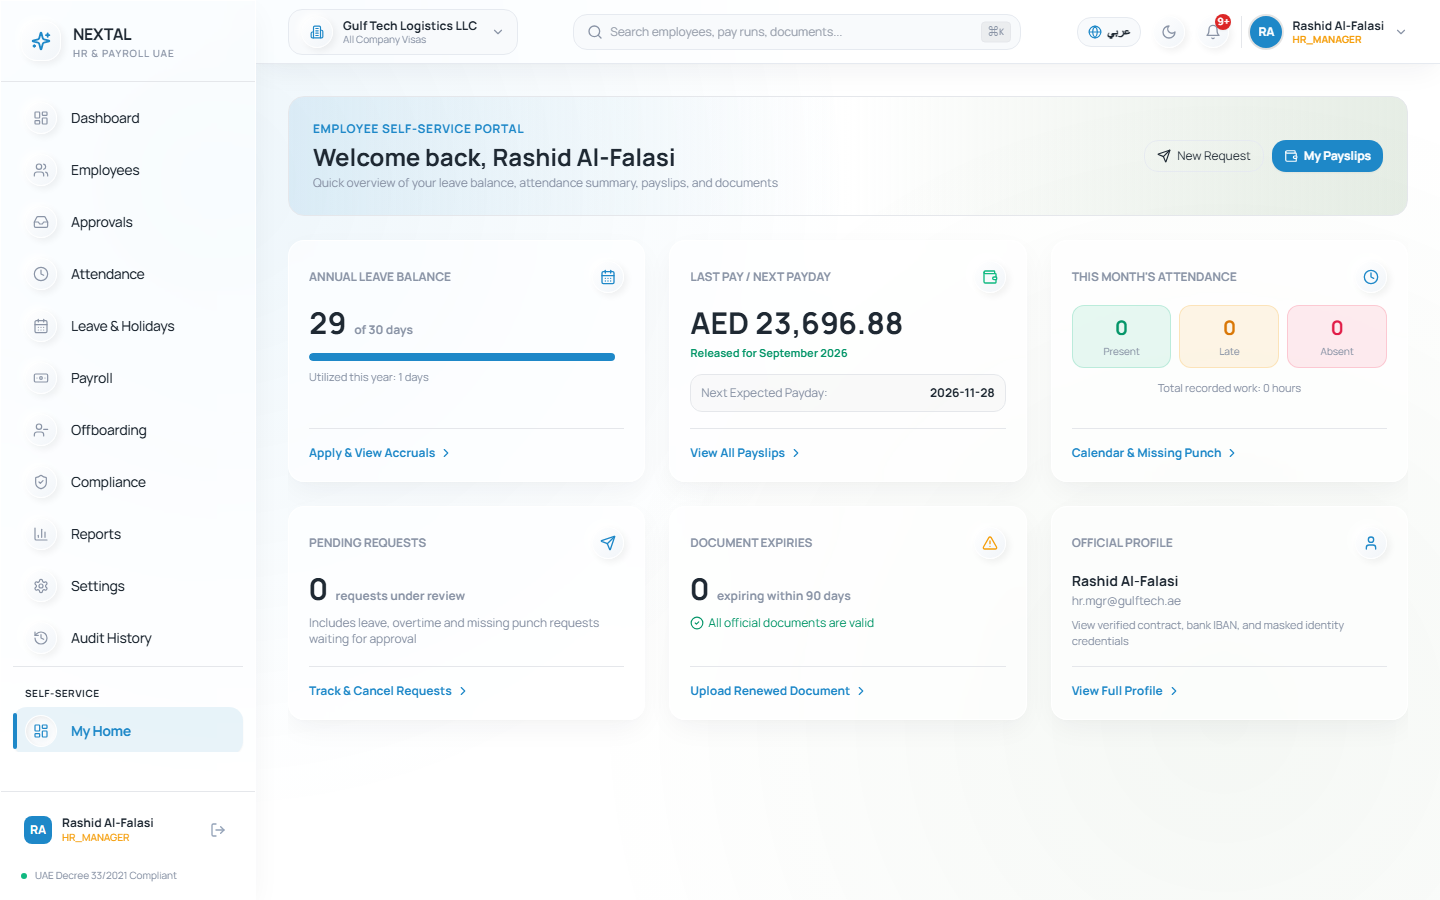 NEXTAL
HR & PAYROLL UAE
Dashboard
Employees
Approvals
Attendance
Leave & Holidays
Payroll
Offboarding
Compliance
Reports
Settings
Audit History
SELF-SERVICE
My Home
RA
Rashid Al-Falasi
HR_MANAGER
UAE Decree 33/2021 Compliant
Gulf Tech Logistics LLC
All Company Visas
Search employees, pay runs, documents...
⌘K
عربي
9+
RA
Rashid Al-Falasi
HR_MANAGER
EMPLOYEE SELF-SERVICE PORTAL
Welcome back, Rashid Al-Falasi
Quick overview of your leave balance, attendance summary, payslips, and documents
New Request
My Payslips
ANNUAL LEAVE BALANCE
29 of 30 days
Utilized this year: 1 days
Apply & View Accruals
LAST PAY / NEXT PAYDAY
AED 23,696.88
Released for September 2026
Next Expected Payday: 2026-11-28
View All Payslips
THIS MONTH'S ATTENDANCE
0 0 0
Present Late Absent
Total recorded work: 0 hours
Calendar & Missing Punch
PENDING REQUESTS
0 requests under review
Includes leave, overtime and missing punch requests
waiting for approval
Track & Cancel Requests
DOCUMENT EXPIRIES
0 expiring within 90 days
All official documents are valid
Upload Renewed Document
OFFICIAL PROFILE
Rashid Al-Falasi
hr.mgr@gulftech.ae
View verified contract, bank IBAN, and masked identity
credentials
View Full Profile